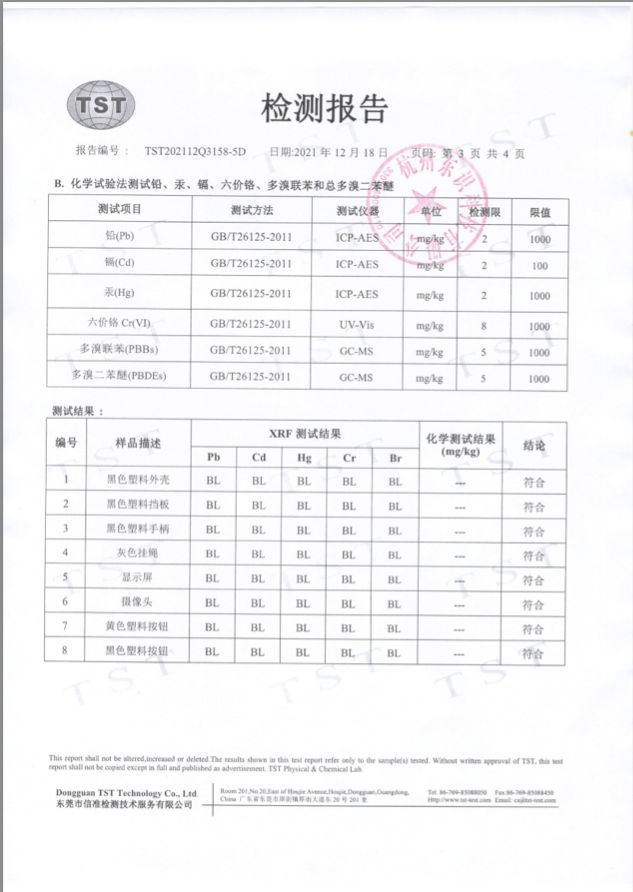 TST
检测报告
报告编号： TST202112Q3158-5D 日期:2021 年 12 月 18 日 页码: 第 3 页 共 4 页
B. 化学试验法测试铅、汞、镉、六价铬、多溴联苯和总多溴二苯醚
测试项目 测试方法 测试仪器 单位 检测限 限值
铅(Pb) GB/T26125-2011 ICP-AES mg/kg 2 1000
镉(Cd) GB/T26125-2011 ICP-AES mg/kg 2 100
汞(Hg) GB/T26125-2011 ICP-AES mg/kg 2 1000
六价铬 Cr(VI) GB/T26125-2011 UV-Vis mg/kg 8 1000
多溴联苯(PBBs) GB/T26125-2011 GC-MS mg/kg 5 1000
多溴二苯醚(PBDEs) GB/T26125-2011 GC-MS mg/kg 5 1000
测试结果：
编号 样品描述 XRF 测试结果 化学测试结果 (mg/kg) 结论
Pb Cd Hg Cr Br
1 黑色塑料外壳 BL BL BL BL BL --- 符合
2 黑色塑料挡板 BL BL BL BL BL --- 符合
3 黑色塑料手柄 BL BL BL BL BL --- 符合
4 灰色挂绳 BL BL BL BL BL --- 符合
5 显示屏 BL BL BL BL BL --- 符合
6 摄像头 BL BL BL BL BL --- 符合
7 黄色塑料按钮 BL BL BL BL BL --- 符合
8 黑色塑料按钮 BL BL BL BL BL --- 符合
This report shall not be altered,increased or deleted.The results shown in this test report refer only to the sample(s) tested. Without written approval of TST, this test
report shall not be copied except in full and published as advertisement. TST Physical & Chemical Lab.
Dongguan TST Technology Co., Ltd.
东莞市信准检测技术服务有限公司
Room 201,No.20,East of Houjie Avenue,Houjie,Dongguan,Guangdong,
China 广东省东莞市厚街镇厚街大道东 20 号 201 室
Tel: 86-769-85088050 Fax:86-769-85088450
Http://www.tst-test.com Email: ca@tst-test.com